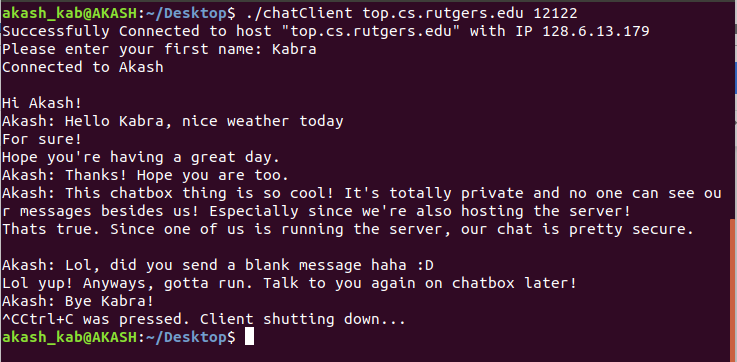 akash_kab@AKASH:~/Desktop$ ./chatClient top.cs.rutgers.edu 12122
Successfully Connected to host "top.cs.rutgers.edu" with IP 128.6.13.179
Please enter your first name: Kabra
Connected to Akash
Hi Akash!
Akash: Hello Kabra, nice weather today
For sure!
Hope you're having a great day.
Akash: Thanks! Hope you are too.
Akash: This chatbox thing is so cool! It's totally private and no one can see ou
r messages besides us! Especially since we're also hosting the server!
Thats true. Since one of us is running the server, our chat is pretty secure.
Akash: Lol, did you send a blank message haha :D
Lol yup! Anyways, gotta run. Talk to you again on chatbox later!
Akash: Bye Kabra!
^CCtrl+C was pressed. Client shutting down...
akash_kab@AKASH:~/Desktop$